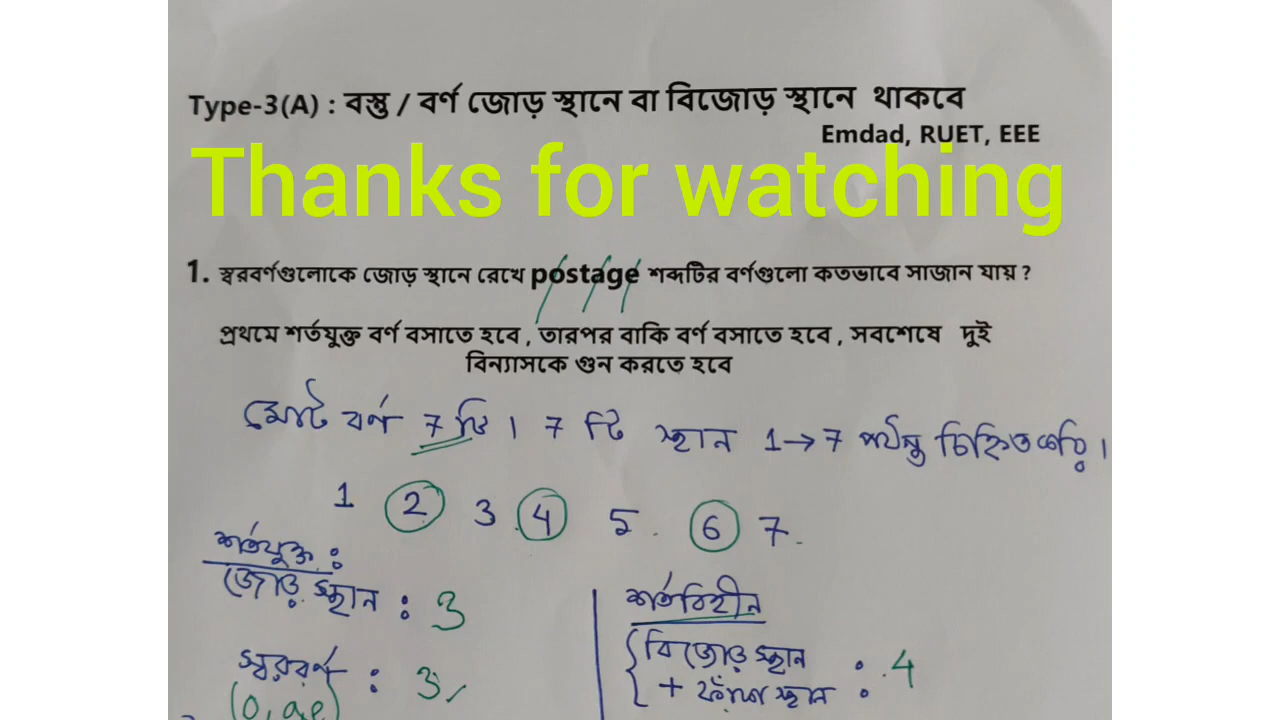 Type-3(A) : বস্তু / বর্ণ জোড় স্থানে বা বিজোড় স্থানে থাকবে
Emdad, RUET, EEE
Thanks for watching
1. স্বরবর্ণগুলোকে জোড় স্থানে রেখে postage শব্দটির বর্ণগুলো কতভাবে সাজান যায় ?
প্রথমে শর্তযুক্ত বর্ণ বসাতে হবে , তারপর বাকি বর্ণ বসাতে হবে , সবশেষে দুই
বিন্যাসকে গুন করতে হবে
মোট বর্ণ 7 টি । 7 টি স্থান 1→7 পর্যন্ত চিহ্নিত করি ।
1 2 3 4 5 6 7
শর্তযুক্ত :
জোড় স্থান : 3
স্বরবর্ণ : 3
(o, a, e)
শর্তবিহীন
বিজোড় স্থান
+ ফাঁকা স্থান : 4